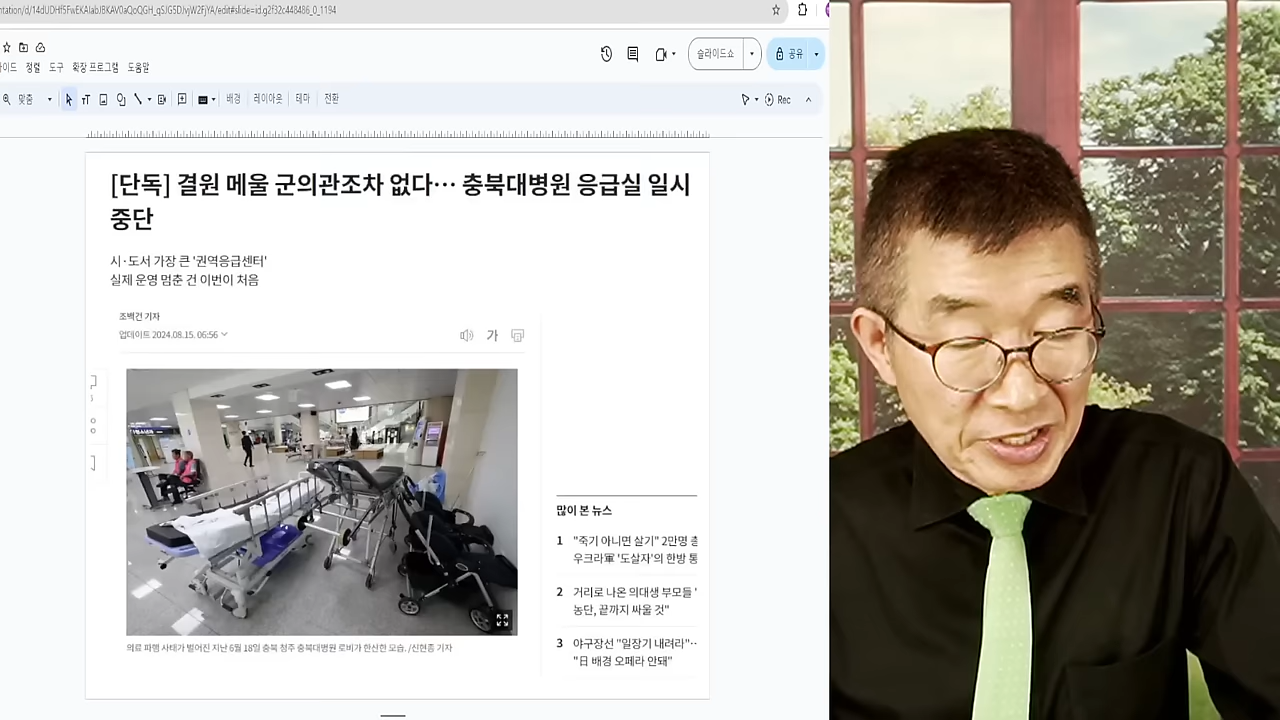 ntation/d/14dUDHf5FwEKAIabJBKAV0aQoQGH_qSJG5DJvjW2FjYA/edit#slide=id.g2f32c448486_0_1194
이드 정렬 도구 확장 프로그램 도움말
슬라이드쇼
공유
맞춤 배경 레이아웃 테마 전환 Rec
[단독] 결원 메울 군의관조차 없다… 충북대병원 응급실 일시
중단
시·도서 가장 큰 '권역응급센터'
실제 운영 멈춘 건 이번이 처음
조백건 기자
업데이트 2024.08.15. 06:56
가
의료 파행 사태가 벌어진 지난 6월 18일 충북 청주 충북대병원 로비가 한산한 모습. /신현종 기자
많이 본 뉴스
1 "죽기 아니면 살기" 2만명 총
우크라軍 '도살자'의 한방 통
2 거리로 나온 의대생 부모들 '
농단, 끝까지 싸울 것"
3 야구장선 "일장기 내려라"…
"日 배경 오페라 안돼"